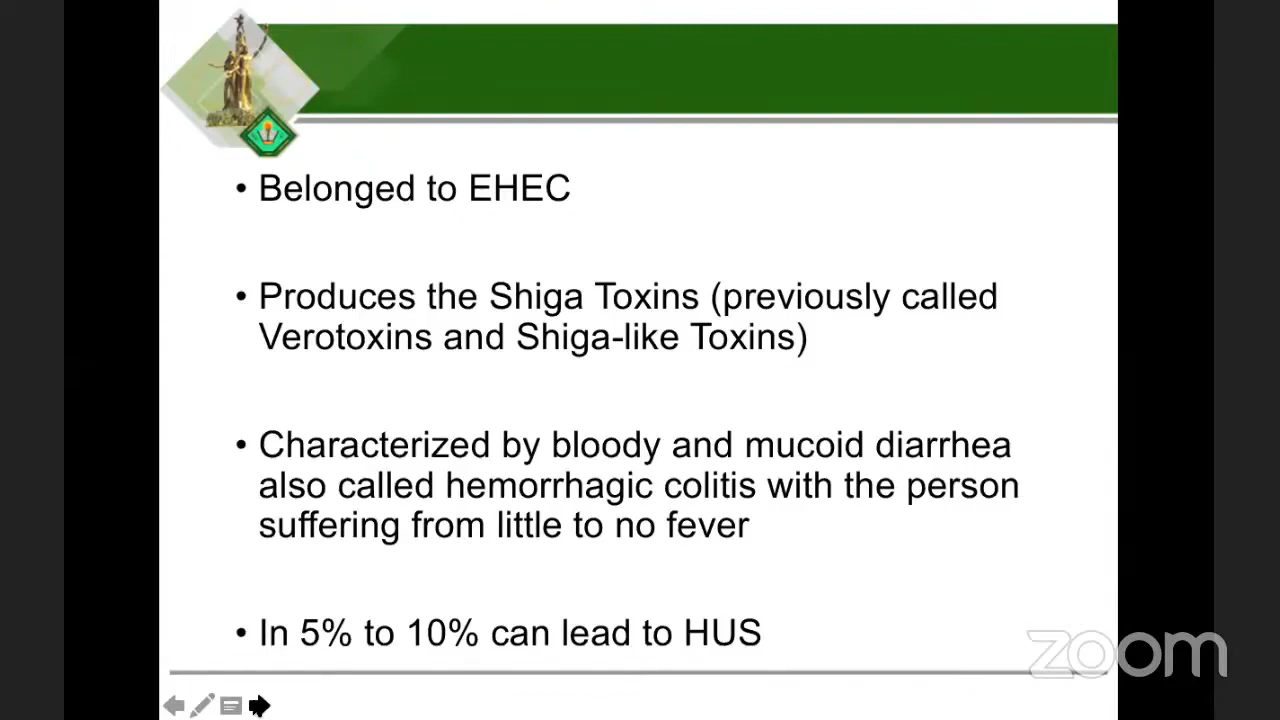 • Belonged to EHEC
• Produces the Shiga Toxins (previously called
Verotoxins and Shiga-like Toxins)
• Characterized by bloody and mucoid diarrhea
also called hemorrhagic colitis with the person
suffering from little to no fever
• In 5% to 10% can lead to HUS
zoom